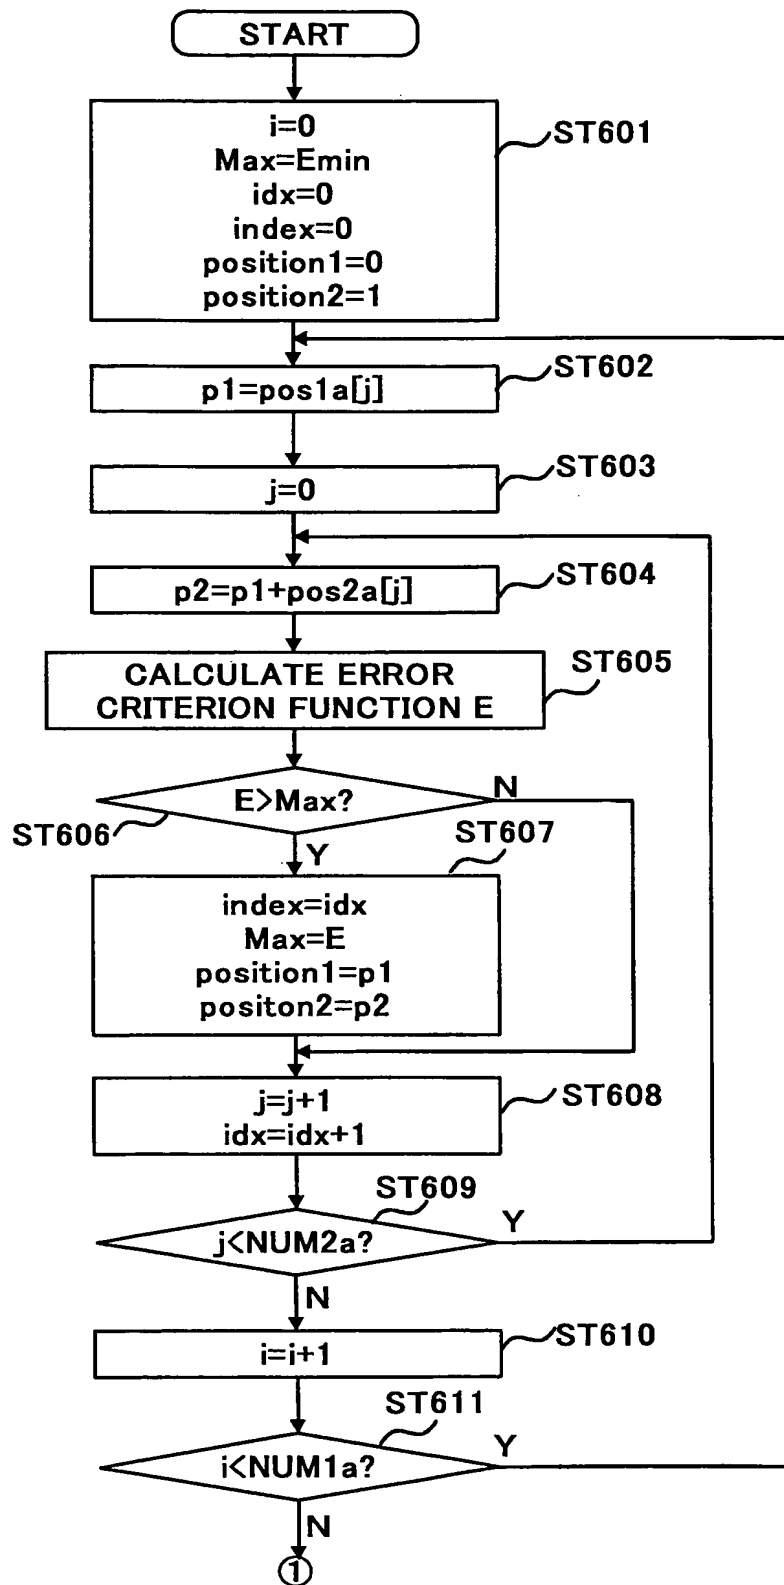 START
i=0
Max=Emin
idx=0
index=0
position1=0
position2=1
ST601
p1=pos1a[j]
ST602
j=0
ST603
p2=p1+pos2a[j]
ST604
CALCULATE ERROR
CRITERION FUNCTION E
ST605
E>Max?
N
ST606
Y
ST607
index=idx
Max=E
position1=p1
positon2=p2
j=j+1
idx=idx+1
ST608
ST609
j<NUM2a?
Y
N
i=i+1
ST610
ST611
i<NUM1a?
Y
N
①